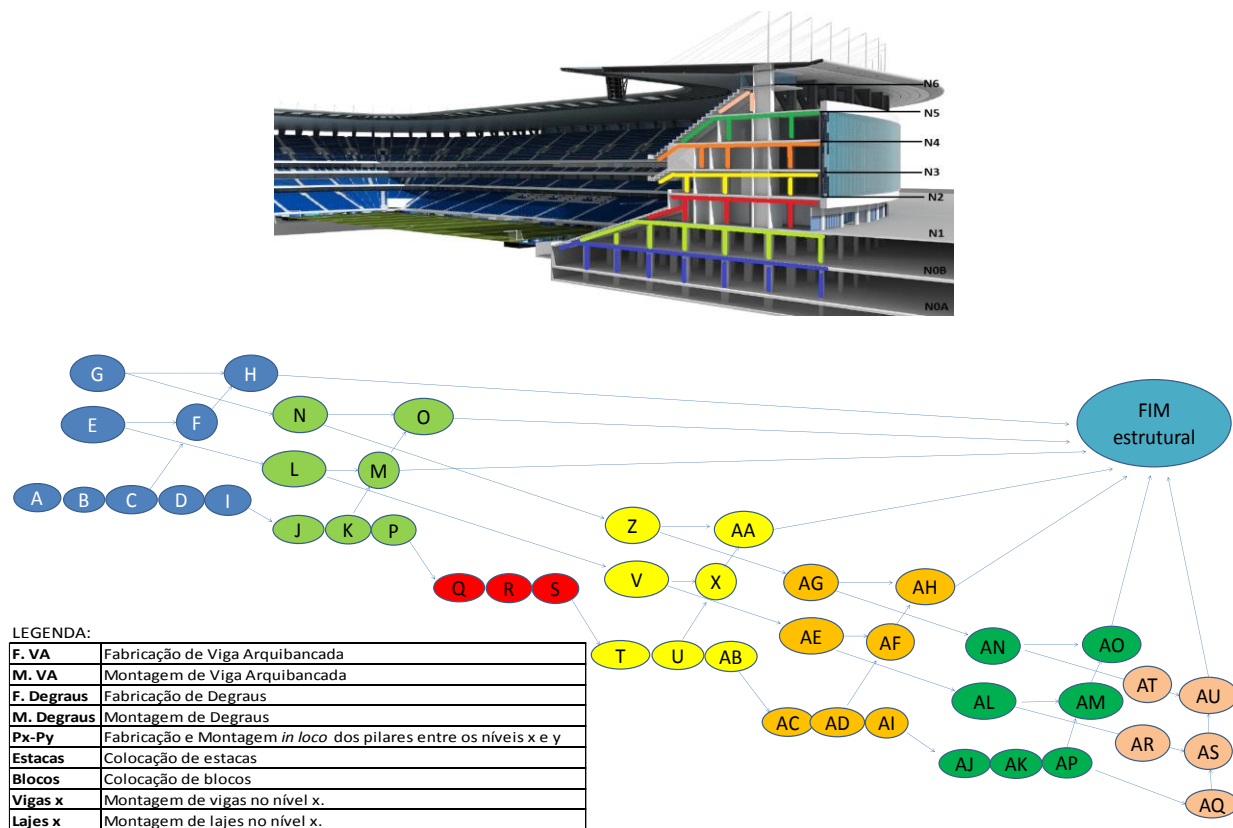 N6
N5
N4
N3
N2
N1
N0B
N0A
G
H
E
F
N
O
FIM
estrutural
L
M
A
B
C
D
I
J
K
P
Z
AA
Q
R
S
V
X
AG
AH
T
U
AB
AE
AF
AN
AO
AC
AD
AI
AL
AM
AT
AU
AJ
AK
AP
AR
AS
AQ
LEGENDA:
F. VA Fabricação de Viga Arquibancada
M. VA Montagem de Viga Arquibancada
F. Degraus Fabricação de Degraus
M. Degraus Montagem de Degraus
Px-Py Fabricação e Montagem in loco dos pilares entre os níveis x e y
Estacas Colocação de estacas
Blocos Colocação de blocos
Vigas x Montagem de vigas no nível x.
Lajes x Montagem de lajes no nível x.